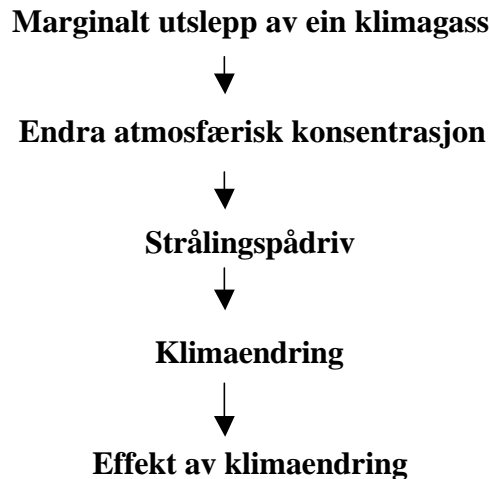 Marginalt utslepp av ein klimagass
Endra atmosfærisk konsentrasjon
Strålingspådriv
Klimaendring
Effekt av klimaendring